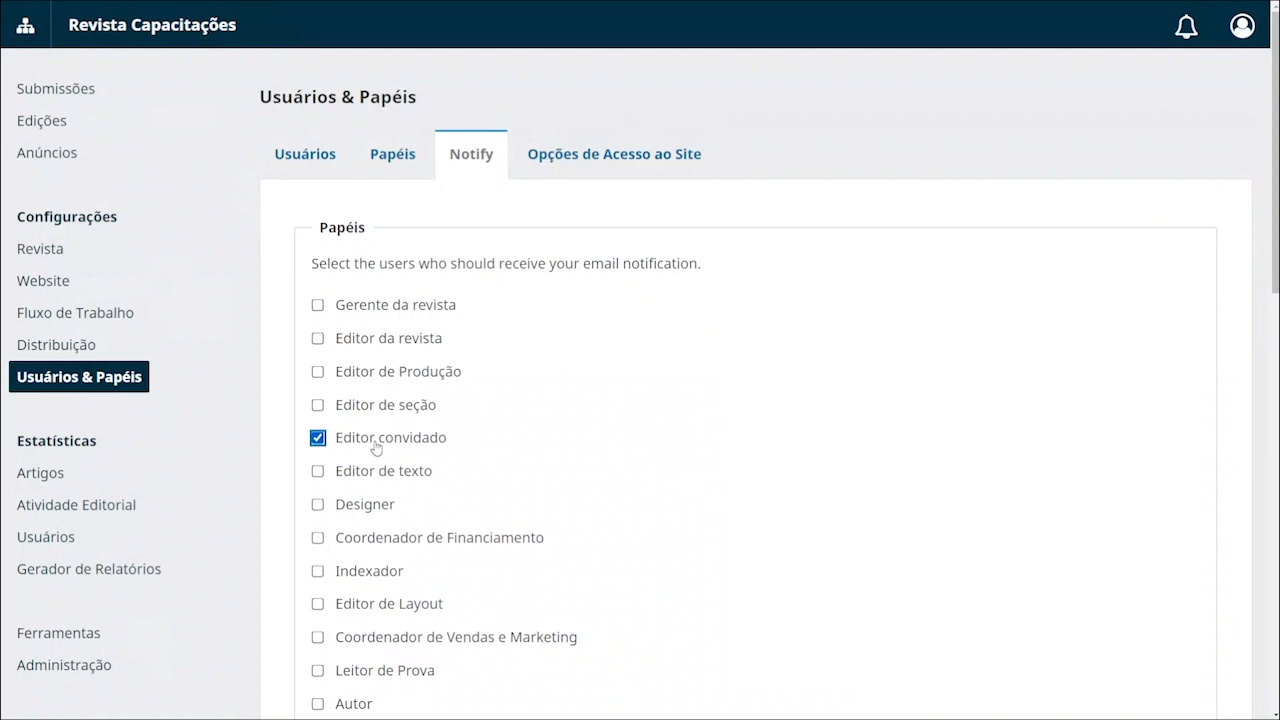 Revista Capacitações
Submissões
Edições
Anúncios
Configurações
Revista
Website
Fluxo de Trabalho
Distribuição
Usuários & Papéis
Estatísticas
Artigos
Atividade Editorial
Usuários
Gerador de Relatórios
Ferramentas
Administração
Usuários & Papéis
Usuários Papéis Notify Opções de Acesso ao Site
Papéis
Select the users who should receive your email notification.
Gerente da revista
Editor da revista
Editor de Produção
Editor de seção
Editor convidado
Editor de texto
Designer
Coordenador de Financiamento
Indexador
Editor de Layout
Coordenador de Vendas e Marketing
Leitor de Prova
Autor